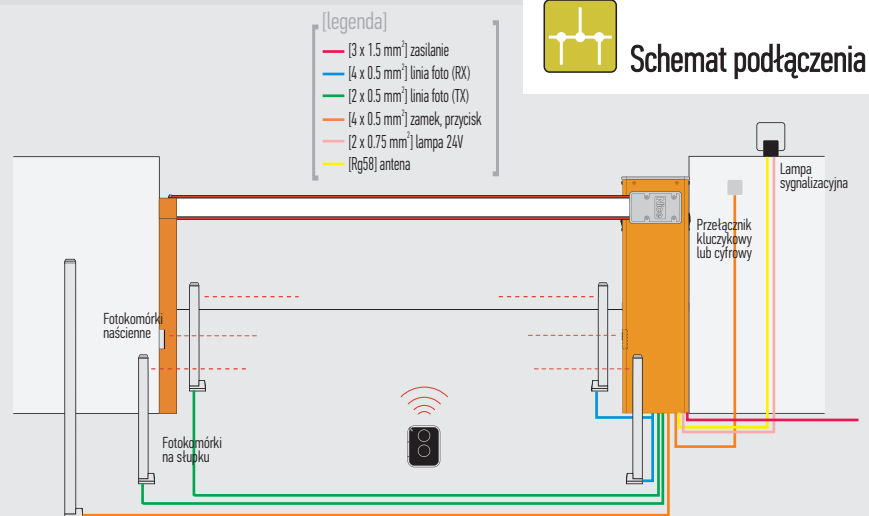 [legenda]
[3 x 1.5 mm²] zasilanie
[4 x 0.5 mm²] linia foto (RX)
[2 x 0.5 mm²] linia foto (TX)
[4 x 0.5 mm²] zamek, przycisk
[2 x 0.75 mm²] lampa 24V
[Rg58] antena
Schemat podłączenia
Lampa
sygnalizacyjna
Nice
Przełącznik
kluczykowy
lub cyfrowy
Fotokomórki
naścienne
Fotokomórki
na słupku